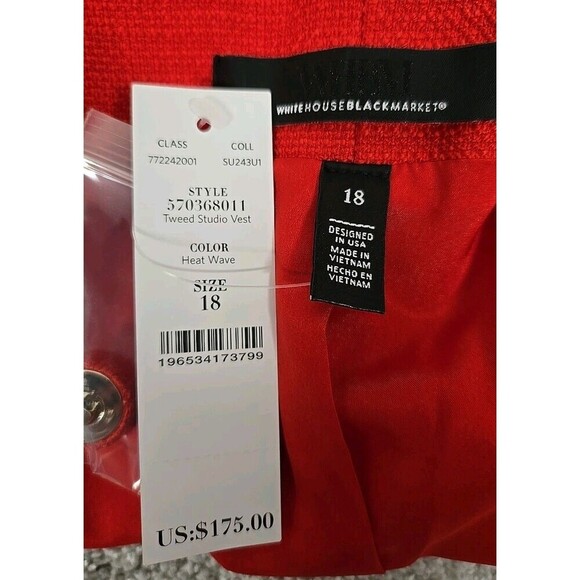 CLASS COLL
772242001 SU243U1
STYLE
570368011
Tweed Studio Vest
COLOR
Heat Wave
SIZE
18
196534173799
US:$175.00
WHBM
WHITEHOUSEBLACKMARKET®
18
DESIGNED
IN USA
MADE IN
VIETNAM
HECHO EN
VIETNAM